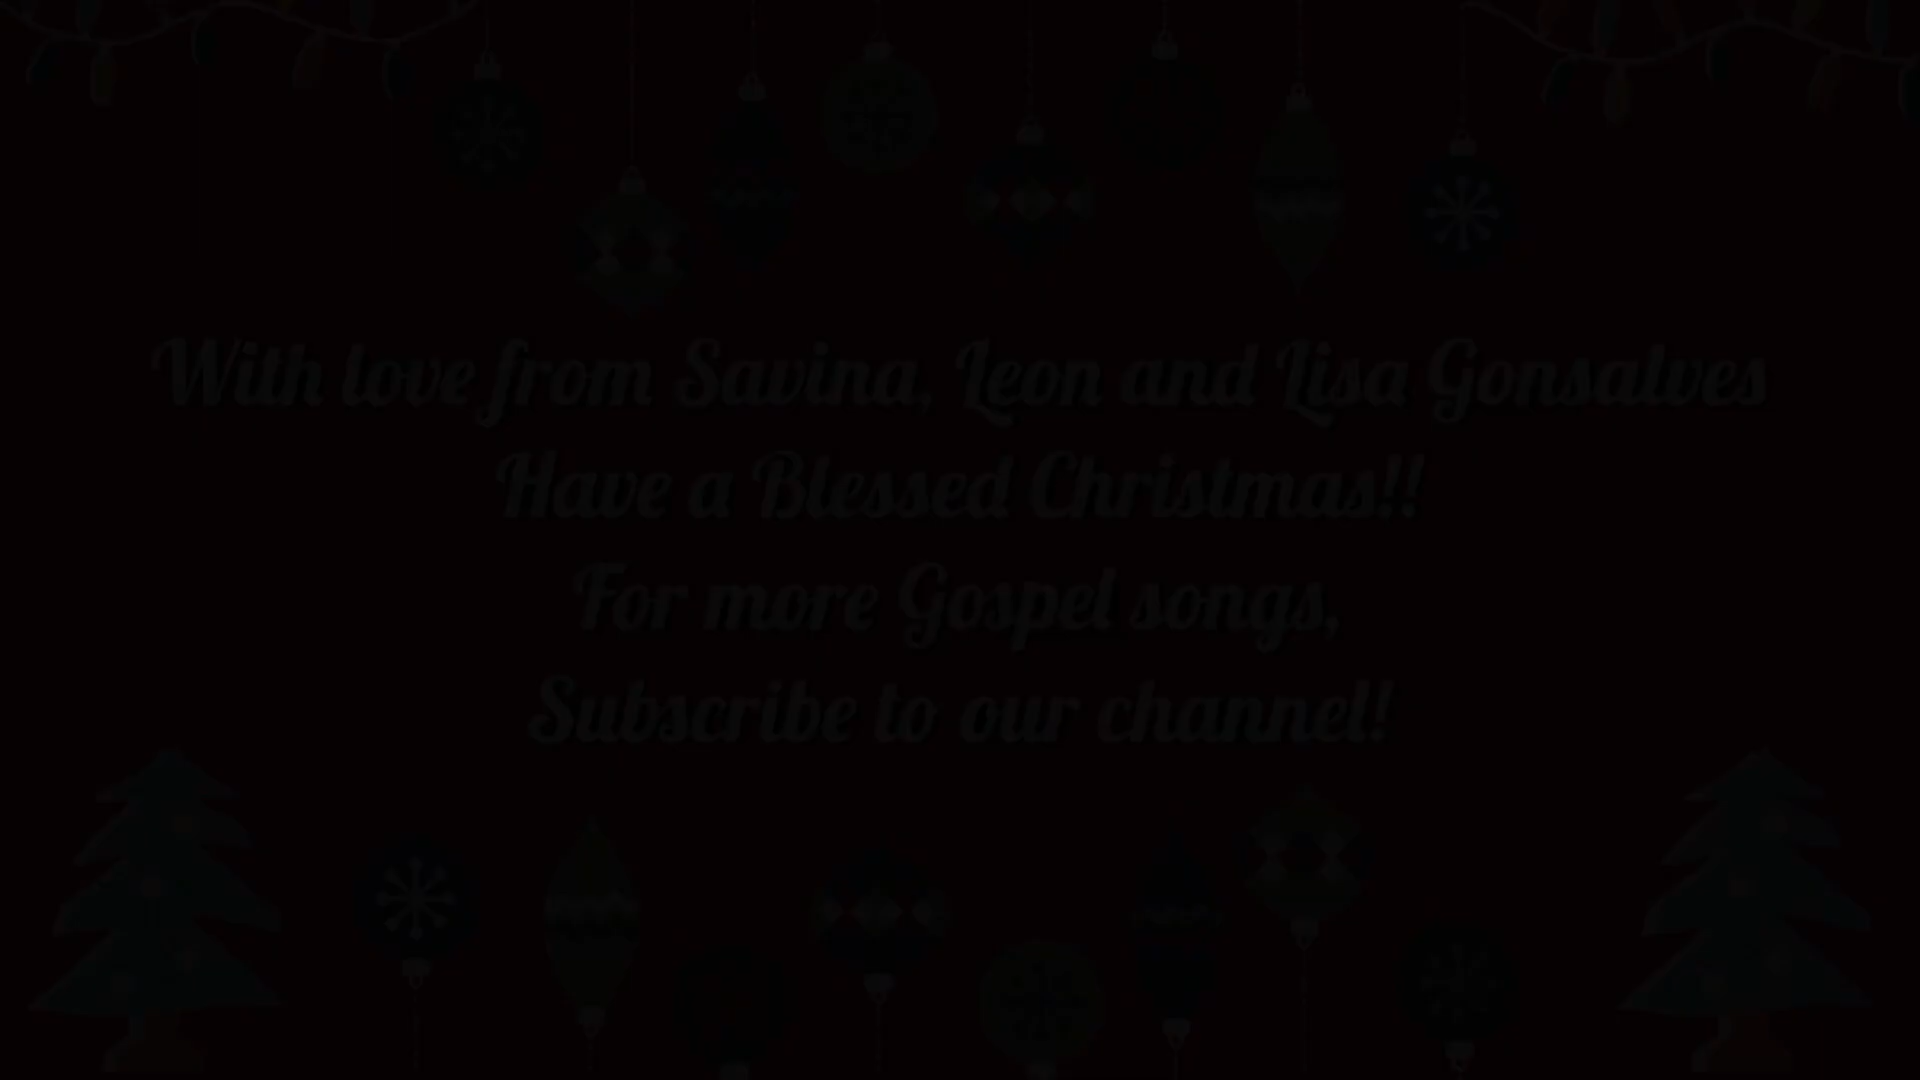 With love from Savina, Leon and Lisa Gonsalves
Have a Blessed Christmas!!
For more Gospel songs,
Subscribe to our channel!